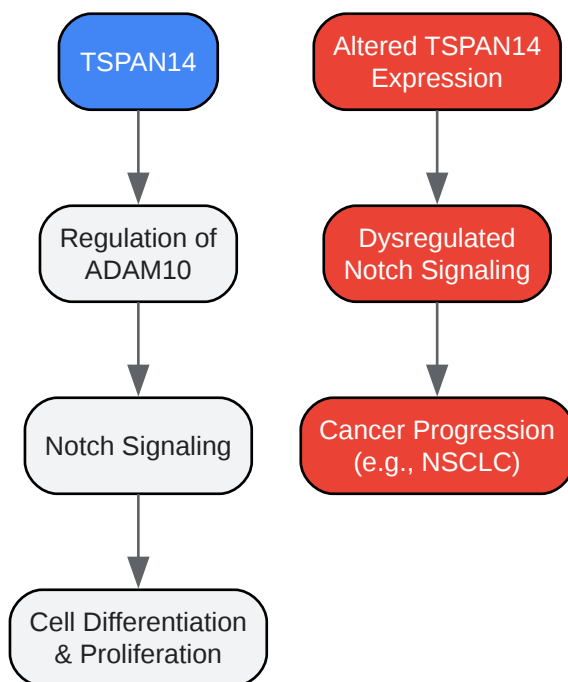 TSPAN14
Regulation of
ADAM10
Notch Signaling
Cell Differentiation
& Proliferation
Altered TSPAN14
Expression
Dysregulated
Notch Signaling
Cancer Progression
(e.g., NSCLC)